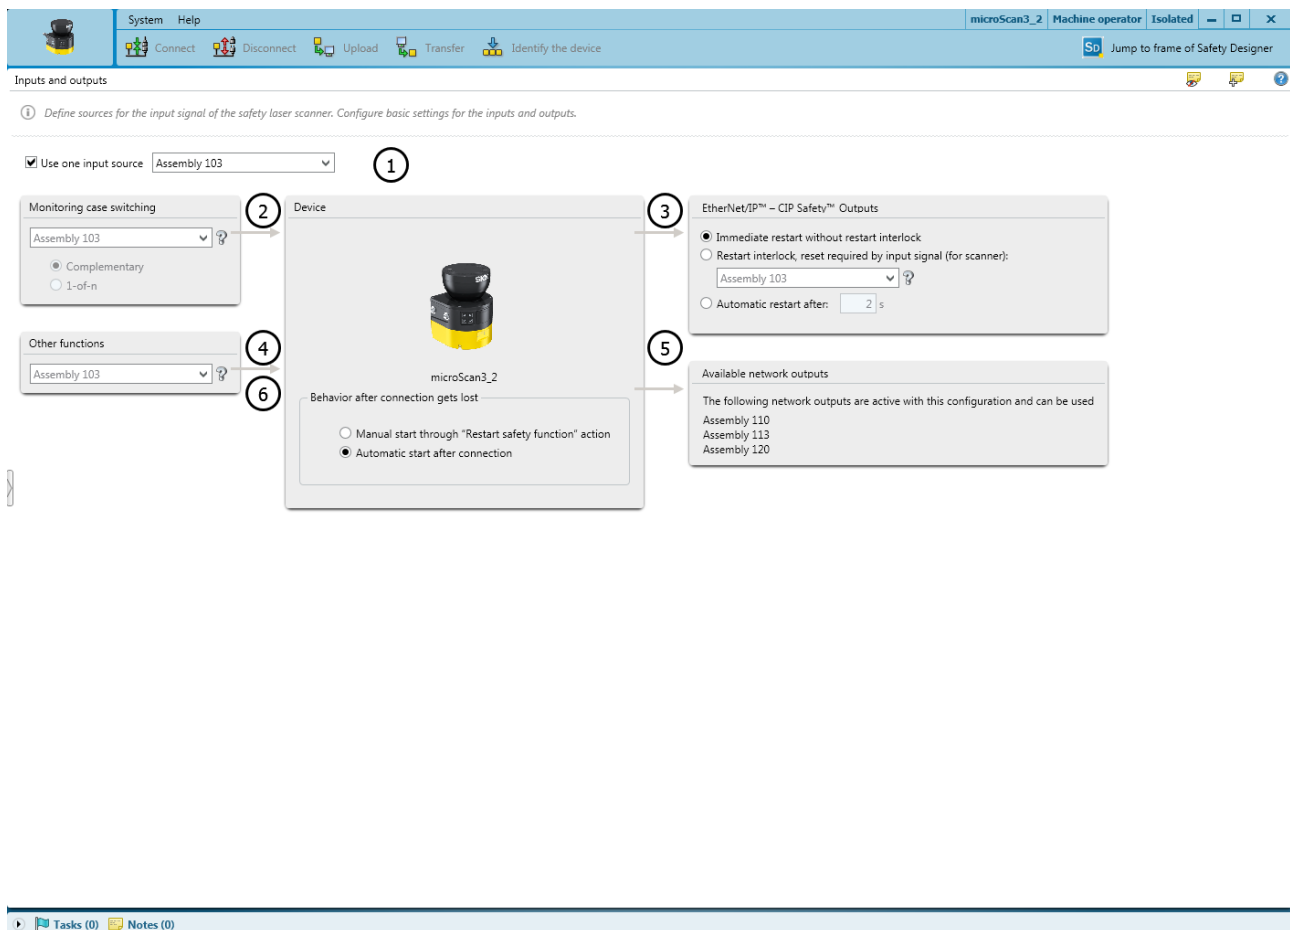 System Help
microScan3_2 Machine operator Isolated
Connect Disconnect Upload Transfer Identify the device
SD Jump to frame of Safety Designer
Inputs and outputs
Define sources for the input signal of the safety laser scanner. Configure basic settings for the inputs and outputs.
Use one input source Assembly 103
1
Monitoring case switching
2
Assembly 103
Complementary
1-of-n
Other functions
4
Assembly 103
6
Device
SICK
microScan3_2
Behavior after connection gets lost
Manual start through "Restart safety function" action
Automatic start after connection
3
EtherNet/IP™ – CIP Safety™ Outputs
Immediate restart without restart interlock
Restart interlock, reset required by input signal (for scanner):
Assembly 103
Automatic restart after: 2 s
5
Available network outputs
The following network outputs are active with this configuration and can be used
Assembly 110
Assembly 113
Assembly 120
Tasks (0) Notes (0)